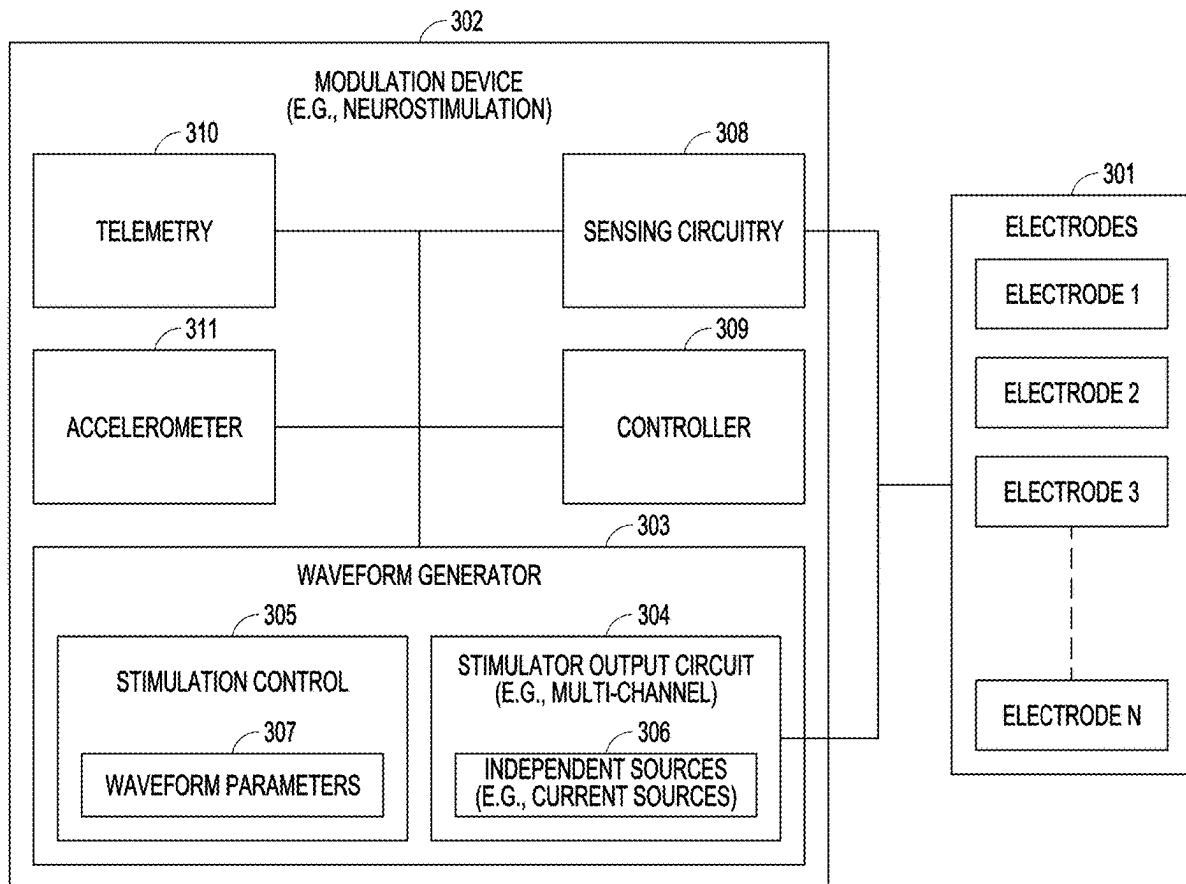 302
MODULATION DEVICE
(E.G., NEUROSTIMULATION)
310
TELEMETRY
308
SENSING CIRCUITRY
311
ACCELEROMETER
309
CONTROLLER
303
WAVEFORM GENERATOR
305
STIMULATION CONTROL
307
WAVEFORM PARAMETERS
304
STIMULATOR OUTPUT CIRCUIT
(E.G., MULTI-CHANNEL)
306
INDEPENDENT SOURCES
(E.G., CURRENT SOURCES)
301
ELECTRODES
ELECTRODE 1
ELECTRODE 2
ELECTRODE 3
ELECTRODE N